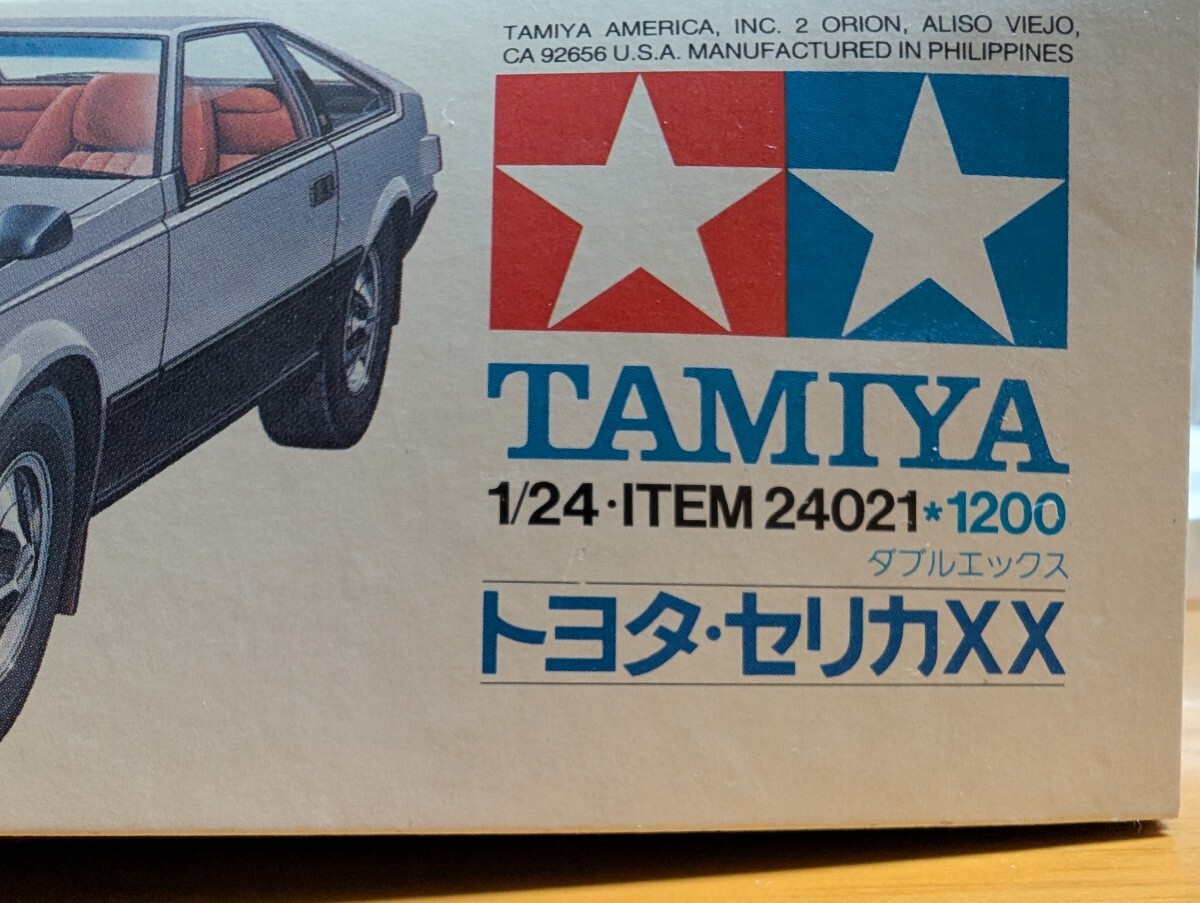 TAMIYA AMERICA, INC. 2 ORION, ALISO VIEJO,
CA 92656 U.S.A. MANUFACTURED IN PHILIPPINES
TAMIYA
1/24・ITEM 24021*1200
ダブルエックス
トヨタ・セリカXX